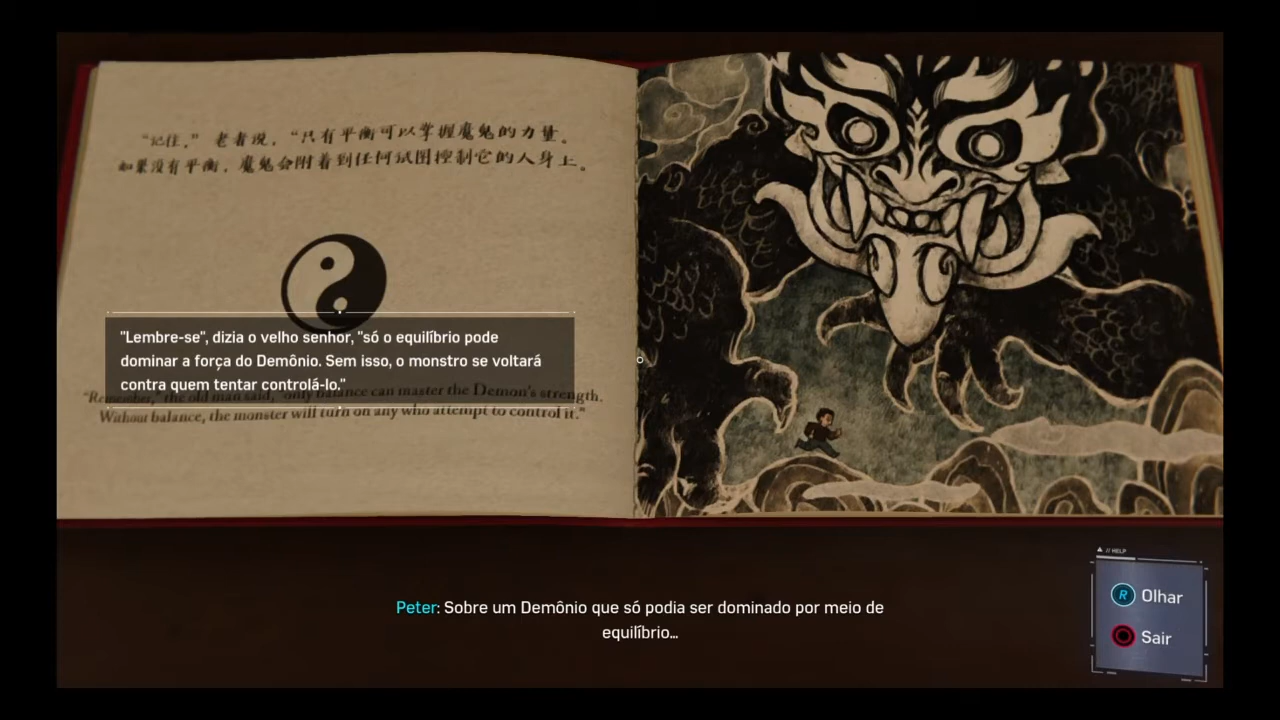 “记住，” 老者说，“只有平衡可以掌握魔鬼的力量。
如果没有平衡，魔鬼会附着到任何试图控制它的人身上。
"Lembre-se", dizia o velho senhor, "só o equilíbrio pode
dominar a força do Demônio. Sem isso, o monstro se voltará
contra quem tentar controlá-lo."
“Remember,” the old man said, “only balance can master the Demon's strength.
Without balance, the monster will turn on any who attempt to control it.”
Peter: Sobre um Demônio que só podia ser dominado por meio de
equilíbrio...
// HELP
R Olhar
Sair